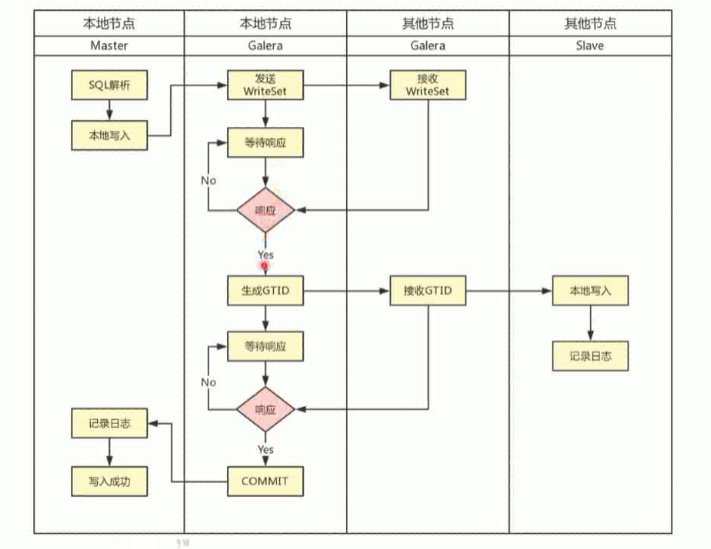 本地节点
本地节点
其他节点
其他节点
Master
Galera
Galera
Slave
SQL解析
发送
WriteSet
接收
WriteSet
本地写入
等待响应
No
响应
Yes
生成GTID
接收GTID
本地写入
等待响应
记录日志
No
响应
记录日志
Yes
写入成功
COMMIT